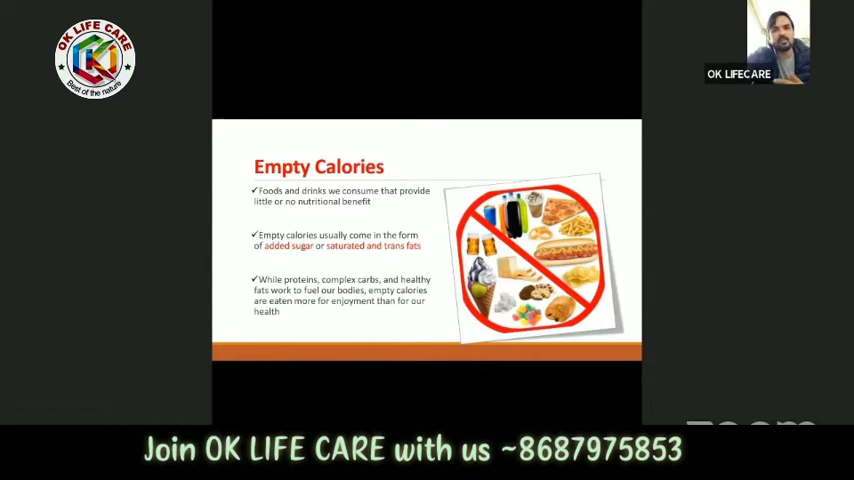 OK LIFE CARE
Best of the nature
OK LIFECARE
Empty Calories
✓Foods and drinks we consume that provide
little or no nutritional benefit
✓Empty calories usually come in the form
of added sugar or saturated and trans fats
✓While proteins, complex carbs, and healthy
fats work to fuel our bodies, empty calories
are eaten more for enjoyment than for our
health
zoom
Join OK LIFE CARE with us ~8687975853